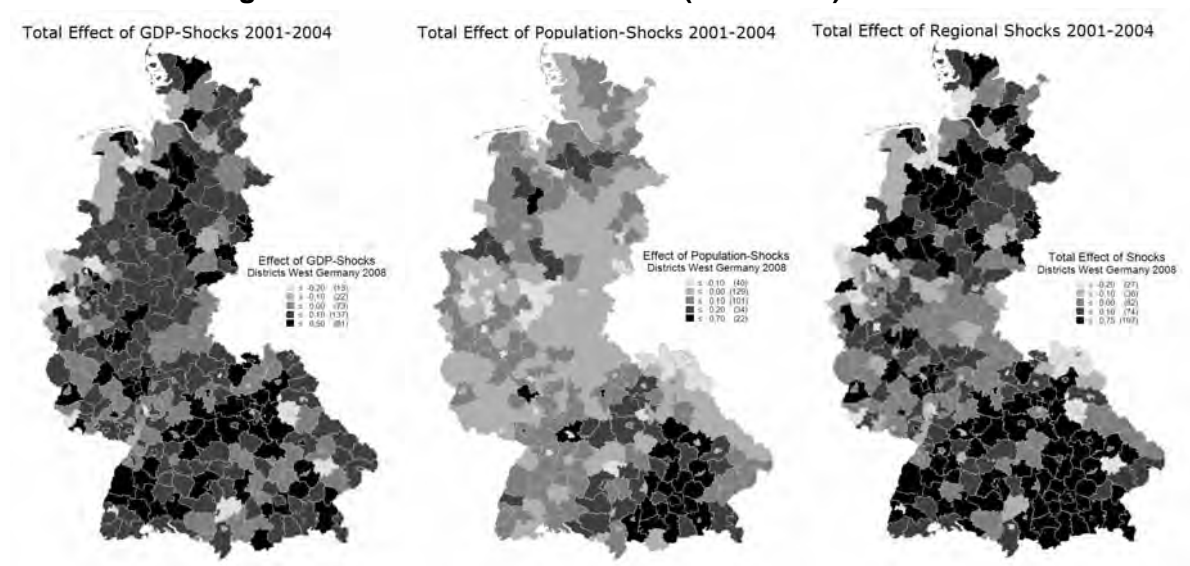 Total Effect of GDP-Shocks 2001-2004
Effect of GDP-Shocks
Districts West Germany 2008
≤ -0.20 (13)
≤ -0.10 (22)
≤ 0.00 (73)
≤ 0.10 (137)
≤ 0.50 (81)
Total Effect of Population-Shocks 2001-2004
Effect of Population-Shocks
Districts West Germany 2008
≤ -0.10 (40)
≤ 0.00 (129)
≤ 0.10 (101)
≤ 0.20 (34)
≤ 0.70 (22)
Total Effect of Regional Shocks 2001-2004
Total Effect of Shocks
Districts West Germany 2008
≤ -0.20 (27)
≤ -0.10 (36)
≤ 0.00 (82)
≤ 0.10 (74)
≤ 0.75 (107)